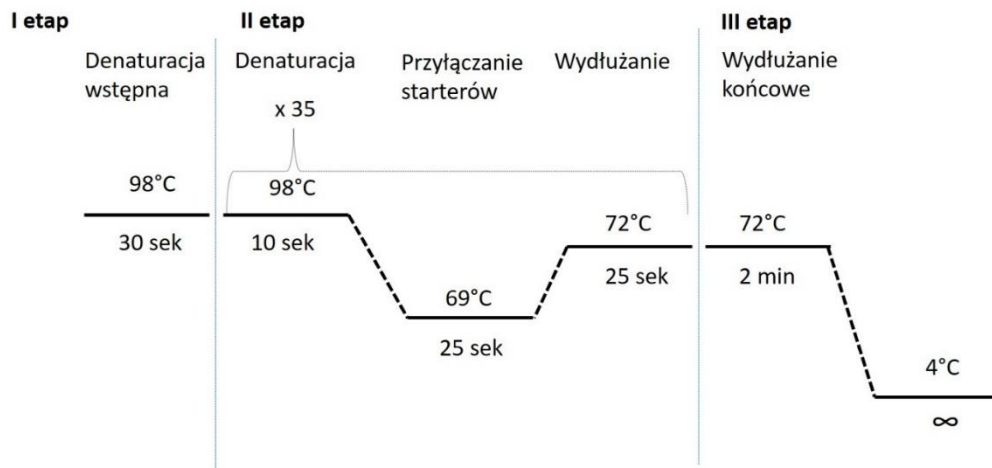 I etap
II etap
III etap
Denaturacja
wstępna
Denaturacja
Przyłączanie
starterów
Wydłużanie
Wydłużanie
końcowe
x 35
98°C
30 sek
98°C
10 sek
69°C
25 sek
72°C
25 sek
72°C
2 min
4°C
∞